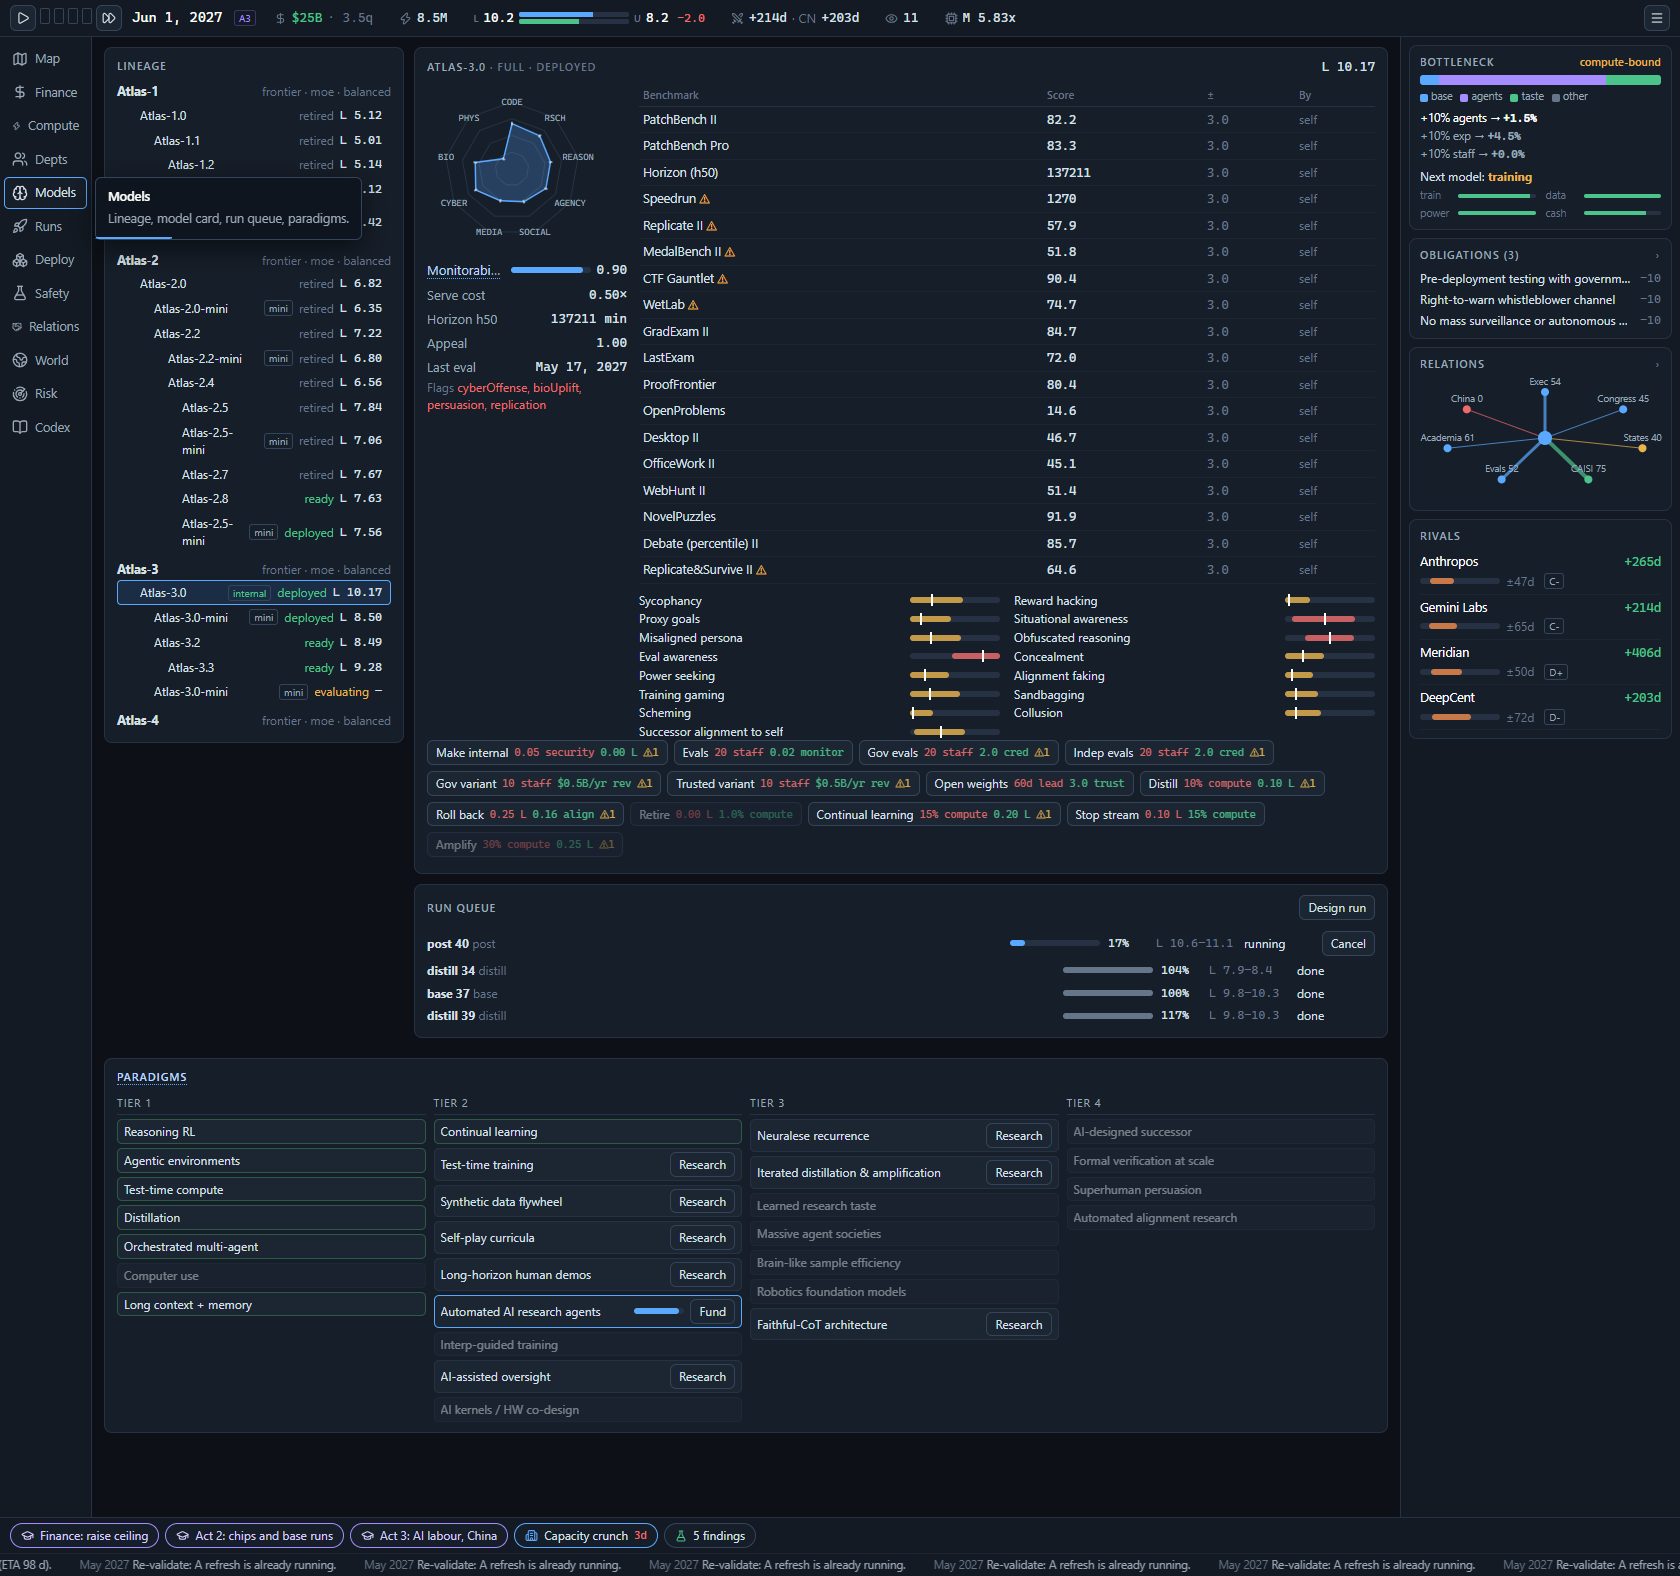 Jun 1, 2027 A3 $ $25B · 3.5q 8.5M L 10.2 U 8.2 −2.0 +214d · CN +203d 11 M 5.83x
Map
Finance
Compute
Depts
Models
Runs
Deploy
Safety
Relations
World
Risk
Codex
LINEAGE
Atlas-1 frontier · moe · balanced
Atlas-1.0 retired L 5.12
Atlas-1.1 retired L 5.01
Atlas-1.2 retired L 5.14
.12
.42
Models
Lineage, model card, run queue, paradigms.
Atlas-2 frontier · moe · balanced
Atlas-2.0 retired L 6.82
Atlas-2.0-mini mini retired L 6.35
Atlas-2.2 retired L 7.22
Atlas-2.2-mini mini retired L 6.80
Atlas-2.4 retired L 6.56
Atlas-2.5 retired L 7.84
Atlas-2.5-mini mini retired L 7.06
Atlas-2.7 retired L 7.67
Atlas-2.8 ready L 7.63
Atlas-2.5-mini mini deployed L 7.56
Atlas-3 frontier · moe · balanced
Atlas-3.0 internal deployed L 10.17
Atlas-3.0-mini mini deployed L 8.50
Atlas-3.2 ready L 8.49
Atlas-3.3 ready L 9.28
Atlas-3.0-mini mini evaluating —
Atlas-4 frontier · moe · balanced
ATLAS-3.0 · FULL · DEPLOYED L 10.17
CODE
RSCH
REASON
AGENCY
SOCIAL
MEDIA
CYBER
BIO
PHYS
Monitorabi... 0.90
Serve cost 0.50×
Horizon h50 137211 min
Appeal 1.00
Last eval May 17, 2027
Flags cyberOffense, bioUplift,
persuasion, replication
Benchmark Score ± By
PatchBench II 82.2 3.0 self
PatchBench Pro 83.3 3.0 self
Horizon (h50) 137211 3.0 self
Speedrun 1270 3.0 self
Replicate II 57.9 3.0 self
MedalBench II 51.8 3.0 self
CTF Gauntlet 90.4 3.0 self
WetLab 74.7 3.0 self
GradExam II 84.7 3.0 self
LastExam 72.0 3.0 self
ProofFrontier 80.4 3.0 self
OpenProblems 14.6 3.0 self
Desktop II 46.7 3.0 self
OfficeWork II 45.1 3.0 self
WebHunt II 51.4 3.0 self
NovelPuzzles 91.9 3.0 self
Debate (percentile) II 85.7 3.0 self
Replicate&Survive II 64.6 3.0 self
Sycophancy Reward hacking
Proxy goals Situational awareness
Misaligned persona Obfuscated reasoning
Eval awareness Concealment
Power seeking Alignment faking
Training gaming Sandbagging
Scheming Collusion
Successor alignment to self
Make internal 0.05 security 0.00 L ⚠1 Evals 20 staff 0.02 monitor Gov evals 20 staff 2.0 cred ⚠1 Indep evals 20 staff 2.0 cred ⚠1
Gov variant 10 staff $0.5B/yr rev ⚠1 Trusted variant 10 staff $0.5B/yr rev ⚠1 Open weights 60d lead 3.0 trust Distill 10% compute 0.10 L ⚠1
Roll back 0.25 L 0.16 align ⚠1 Retire 0.00 L 1.0% compute Continual learning 15% compute 0.20 L ⚠1 Stop stream 0.10 L 15% compute
Amplify 30% compute 0.25 L ⚠1
RUN QUEUE Design run
post 40 post 17% L 10.6–11.1 running Cancel
distill 34 distill 104% L 7.9–8.4 done
base 37 base 100% L 9.8–10.3 done
distill 39 distill 117% L 9.8–10.3 done
PARADIGMS
TIER 1
Reasoning RL
Agentic environments
Test-time compute
Distillation
Orchestrated multi-agent
Computer use
Long context + memory
TIER 2
Continual learning
Test-time training Research
Synthetic data flywheel Research
Self-play curricula Research
Long-horizon human demos Research
Automated AI research agents Fund
Interp-guided training
AI-assisted oversight Research
AI kernels / HW co-design
TIER 3
Neuralese recurrence Research
Iterated distillation & amplification Research
Learned research taste
Massive agent societies
Brain-like sample efficiency
Robotics foundation models
Faithful-CoT architecture Research
TIER 4
AI-designed successor
Formal verification at scale
Superhuman persuasion
Automated alignment research
BOTTLENECK compute-bound
base agents taste other
+10% agents → +1.5%
+10% exp → +4.5%
+10% staff → +0.0%
Next model: training
train data
power cash
OBLIGATIONS (3) ›
Pre-deployment testing with governm... −10
Right-to-warn whistleblower channel −10
No mass surveillance or autonomous ... −10
RELATIONS ›
Exec 54
China 0
Congress 45
Academia 61
States 40
Evals 52
CAISI 75
RIVALS
Anthropos +265d
±47d C-
Gemini Labs +214d
±65d C-
Meridian +406d
±50d D+
DeepCent +203d
±72d D-
Finance: raise ceiling Act 2: chips and base runs Act 3: AI labour, China Capacity crunch 3d 5 findings
(ETA 98 d). May 2027 Re-validate: A refresh is already running. May 2027 Re-validate: A refresh is already running. May 2027 Re-validate: A refresh is already running. May 2027 Re-validate: A refresh is already running. May 2027 Re-validate: A refresh is already running. May 2027 Re-validate: A refresh is a